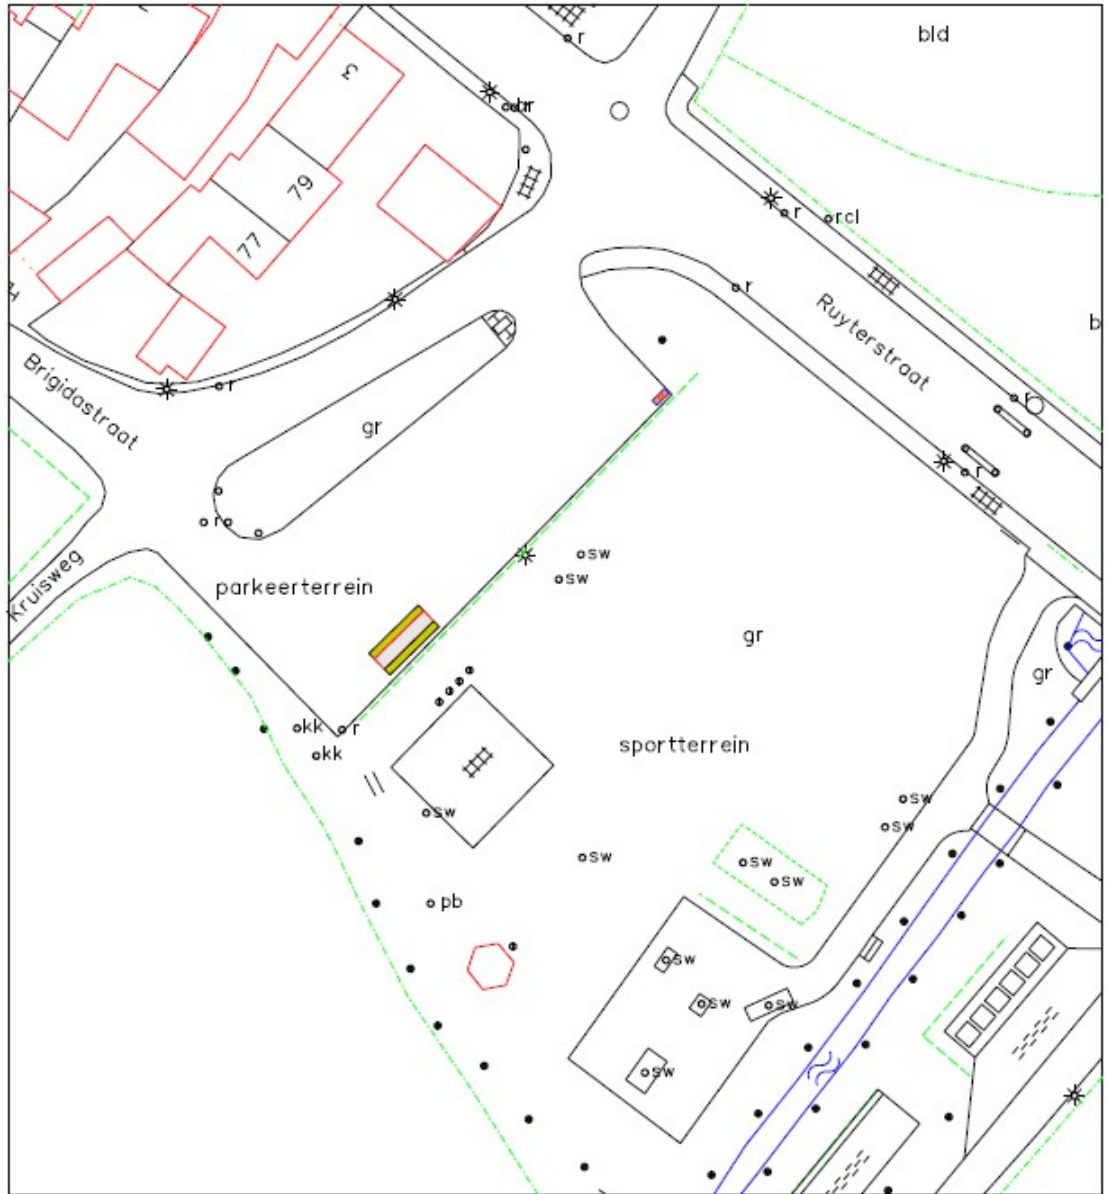 r
bld
br
3
r
rcl
79
77
r
Ruyterstraat
b
Brigidastraat
r
gr
r
r
r
sw
sw
Kruisweg
parkeerterrein
gr
gr
kk
r
kk
sportterrein
sw
sw
sw
sw
sw
sw
pb
sw
sw
sw
sw